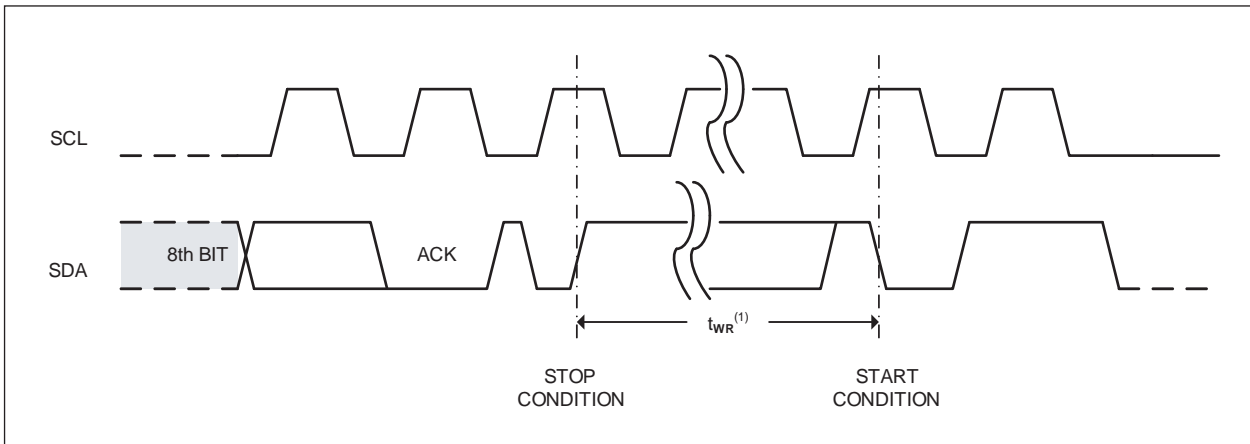 SCL
SDA
8th BIT
ACK
tWR(1)
STOP
CONDITION
START
CONDITION